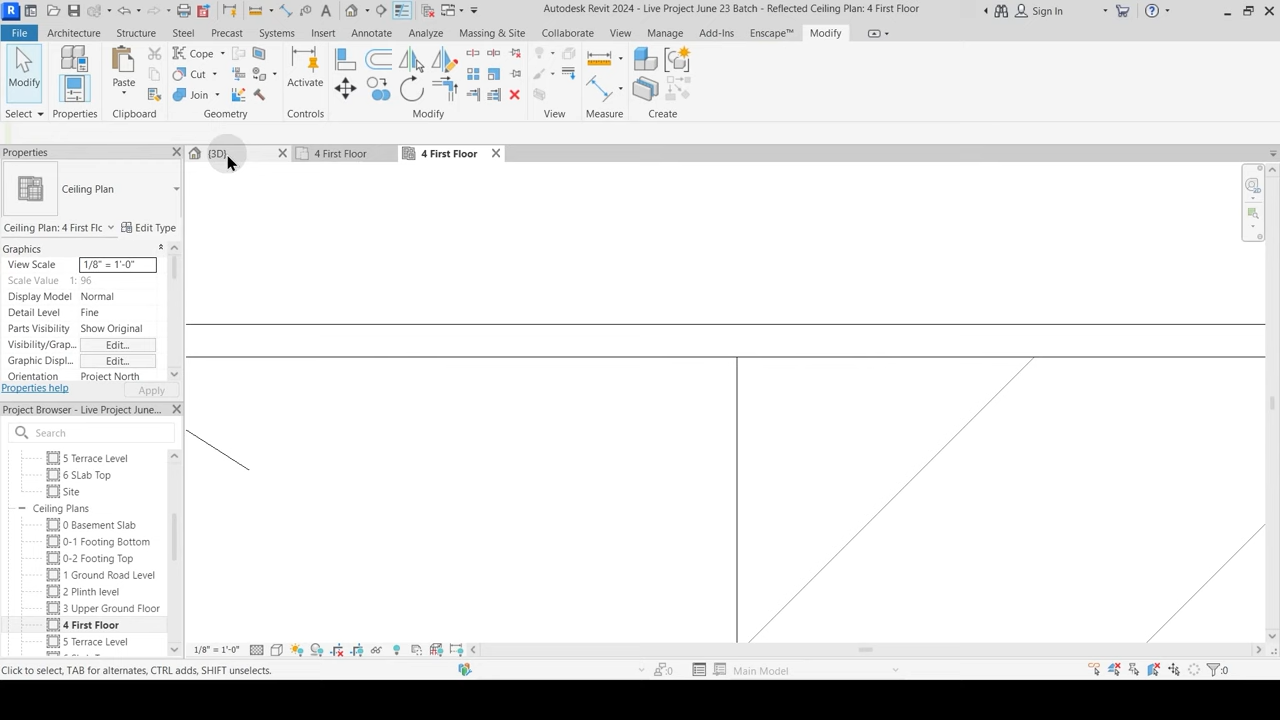 Autodesk Revit 2024 - Live Project June 23 Batch - Reflected Ceiling Plan: 4 First Floor
Sign In
File Architecture Structure Steel Precast Systems Insert Annotate Analyze Massing & Site Collaborate View Manage Add-Ins Enscape™ Modify
Modify Paste Cope Cut Join Activate
Select Properties Clipboard Geometry Controls Modify View Measure Create
Properties
{3D} 4 First Floor 4 First Floor
Ceiling Plan
Ceiling Plan: 4 First Flc Edit Type
Graphics
View Scale 1/8" = 1'-0"
Scale Value 1: 96
Display Model Normal
Detail Level Fine
Parts Visibility Show Original
Visibility/Grap... Edit...
Graphic Displ... Edit...
Orientation Project North
Properties help Apply
Project Browser - Live Project June...
Search
5 Terrace Level
6 SLab Top
Site
Ceiling Plans
0 Basement Slab
0-1 Footing Bottom
0-2 Footing Top
1 Ground Road Level
2 Plinth level
3 Upper Ground Floor
4 First Floor
5 Terrace Level
1/8" = 1'-0"
Click to select, TAB for alternates, CTRL adds, SHIFT unselects.
:0 Main Model :0